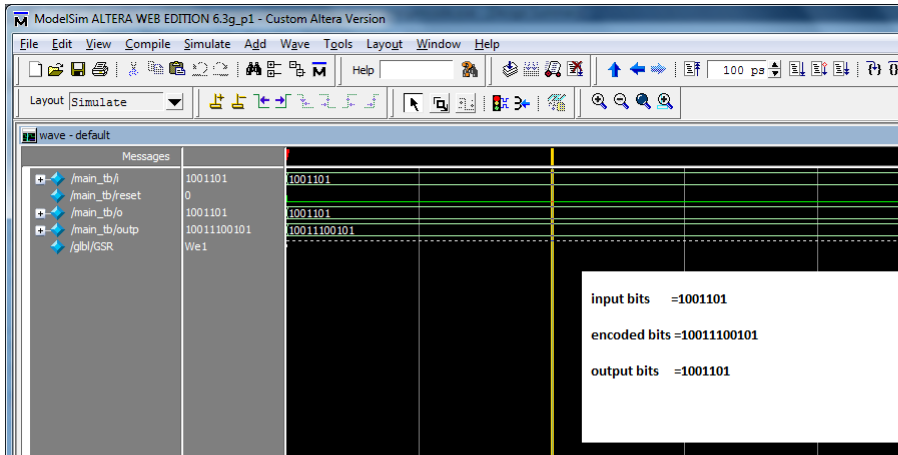 ModelSim ALTERA WEB EDITION 6.3g_p1 - Custom Altera Version
File Edit View Compile Simulate Add Wave Tools Layout Window Help
Help 100 ps
Layout Simulate
wave - default
Messages
/main_tb/i 1001101 1001101
/main_tb/reset 0
/main_tb/o 1001101 1001101
/main_tb/outp 10011100101 10011100101
/glbl/GSR We1
input bits =1001101
encoded bits =10011100101
output bits =1001101